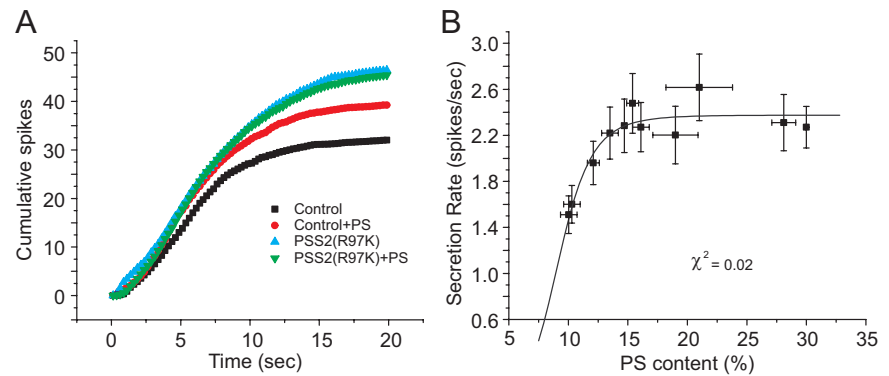 A
Cumulative spikes
50
40
30
20
10
0
0
5
10
15
20
Time (sec)
Control
Control+PS
PSS2(R97K)
PSS2(R97K)+PS
B
Secretion Rate (spikes/sec)
3.0
2.6
2.2
1.8
1.4
1.0
0.6
5
10
15
20
25
30
35
PS content (%)
χ² = 0.02